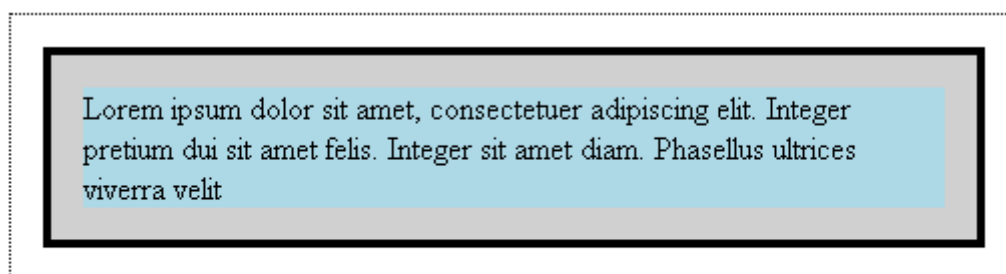 Lorem ipsum dolor sit amet, consectetuer adipiscing elit. Integer
pretium dui sit amet felis. Integer sit amet diam. Phasellus ultrices
viverra velit